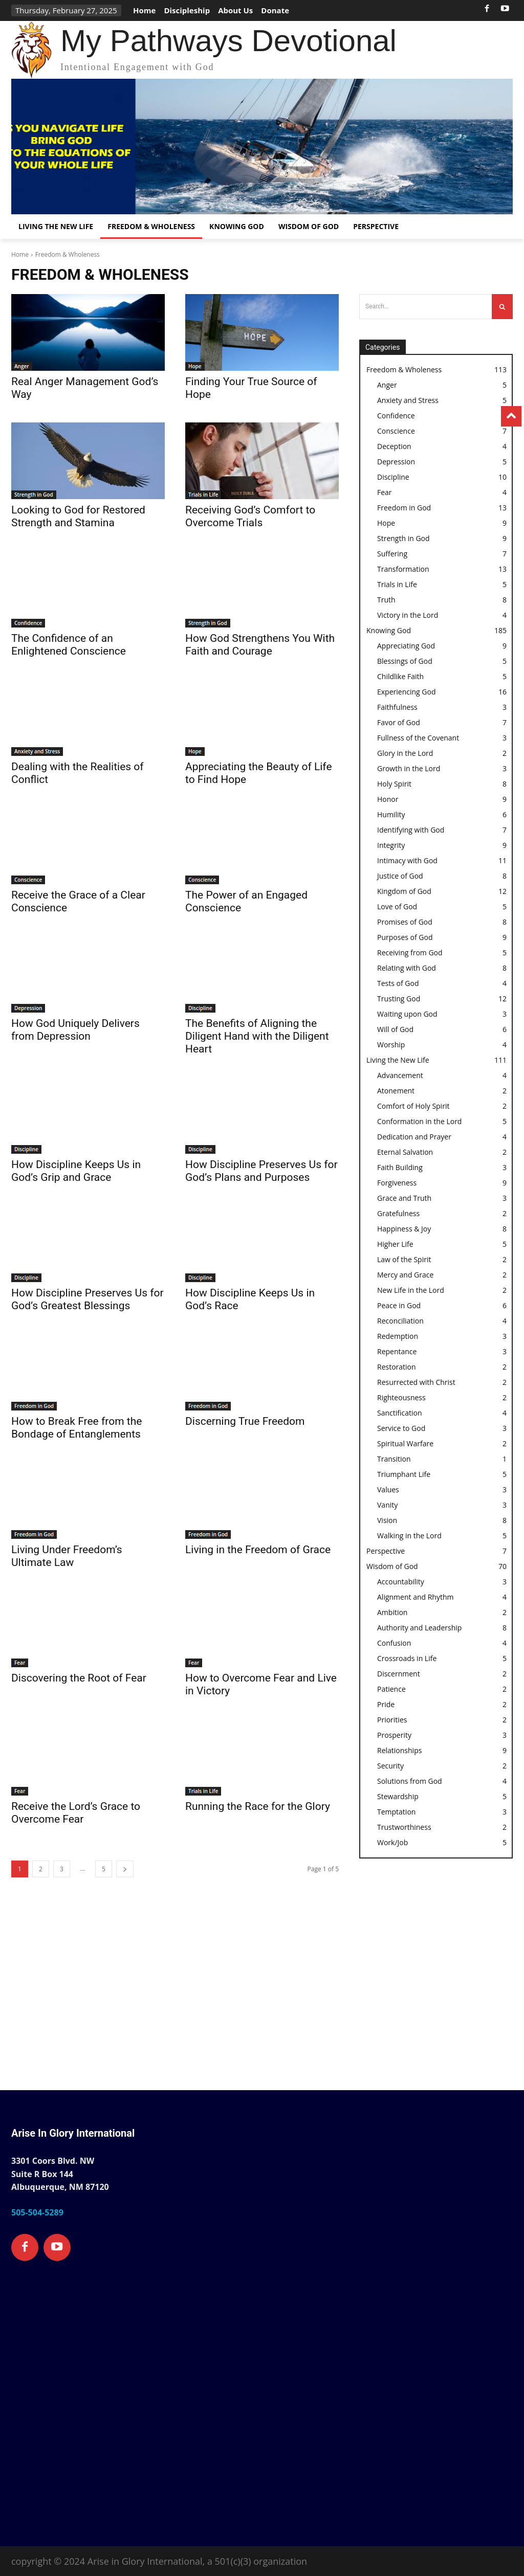 Thursday, February 27, 2025
Home Discipleship About Us Donate
My Pathways Devotional
Intentional Engagement with God
S YOU NAVIGATE LIFE
BRING GOD
TO THE EQUATIONS OF
YOUR WHOLE LIFE
LIVING THE NEW LIFE FREEDOM & WHOLENESS KNOWING GOD WISDOM OF GOD PERSPECTIVE
Home › Freedom & Wholeness
FREEDOM & WHOLENESS
Anger
Real Anger Management God's
Way
HOPE
Hope
Finding Your True Source of
Hope
Strength in God
Looking to God for Restored
Strength and Stamina
HOLY BIBLE
Trials in Life
Receiving God's Comfort to
Overcome Trials
Confidence
The Confidence of an
Enlightened Conscience
Strength in God
How God Strengthens You With
Faith and Courage
Anxiety and Stress
Dealing with the Realities of
Conflict
Hope
Appreciating the Beauty of Life
to Find Hope
Conscience
Receive the Grace of a Clear
Conscience
Conscience
The Power of an Engaged
Conscience
Depression
How God Uniquely Delivers
from Depression
Discipline
The Benefits of Aligning the
Diligent Hand with the Diligent
Heart
Discipline
How Discipline Keeps Us in
God's Grip and Grace
Discipline
How Discipline Preserves Us for
God's Plans and Purposes
Discipline
How Discipline Preserves Us for
God's Greatest Blessings
Discipline
How Discipline Keeps Us in
God's Race
Freedom in God
How to Break Free from the
Bondage of Entanglements
Freedom in God
Discerning True Freedom
Freedom in God
Living Under Freedom's
Ultimate Law
Freedom in God
Living in the Freedom of Grace
Fear
Discovering the Root of Fear
Fear
How to Overcome Fear and Live
in Victory
Fear
Receive the Lord's Grace to
Overcome Fear
Trials in Life
Running the Race for the Glory
1 2 3 ... 5
Page 1 of 5
Search...
Categories
Freedom & Wholeness 113
Anger 5
Anxiety and Stress 5
Confidence
Conscience 7
Deception 4
Depression 5
Discipline 10
Fear 4
Freedom in God 13
Hope 9
Strength in God 9
Suffering 7
Transformation 13
Trials in Life 5
Truth 8
Victory in the Lord 4
Knowing God 185
Appreciating God 9
Blessings of God 5
Childlike Faith 5
Experiencing God 16
Faithfulness 3
Favor of God 7
Fullness of the Covenant 3
Glory in the Lord 2
Growth in the Lord 3
Holy Spirit 8
Honor 9
Humility 6
Identifying with God 7
Integrity 9
Intimacy with God 11
Justice of God 8
Kingdom of God 12
Love of God 5
Promises of God 8
Purposes of God 9
Receiving from God 5
Relating with God 8
Tests of God 4
Trusting God 12
Waiting upon God 3
Will of God 6
Worship 4
Living the New Life 111
Advancement 4
Atonement 2
Comfort of Holy Spirit 2
Conformation in the Lord 5
Dedication and Prayer 4
Eternal Salvation 2
Faith Building 3
Forgiveness 9
Grace and Truth 3
Gratefulness 2
Happiness & Joy 8
Higher Life 5
Law of the Spirit 2
Mercy and Grace 2
New Life in the Lord 2
Peace in God 6
Reconciliation 4
Redemption 3
Repentance 3
Restoration 2
Resurrected with Christ 2
Righteousness 2
Sanctification 4
Service to God 3
Spiritual Warfare 2
Transition 1
Triumphant Life 5
Values 3
Vanity 3
Vision 8
Walking in the Lord 5
Perspective 7
Wisdom of God 70
Accountability 3
Alignment and Rhythm 4
Ambition 2
Authority and Leadership 8
Confusion 4
Crossroads in Life 5
Discernment 2
Patience 2
Pride 2
Priorities 2
Prosperity 3
Relationships 9
Security 2
Solutions from God 4
Stewardship 5
Temptation 3
Trustworthiness 2
Work/Job 5
Arise In Glory International
3301 Coors Blvd. NW
Suite R Box 144
Albuquerque, NM 87120
505-504-5289
copyright © 2024 Arise in Glory International, a 501(c)(3) organization